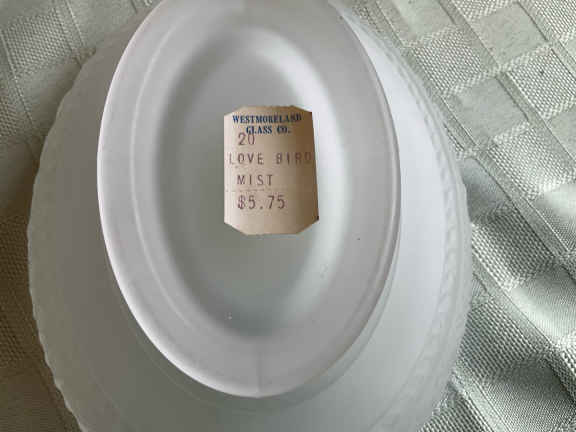 WESTMORELAND
GLASS CO.
20
LOVE BIRD
MIST
$5.75